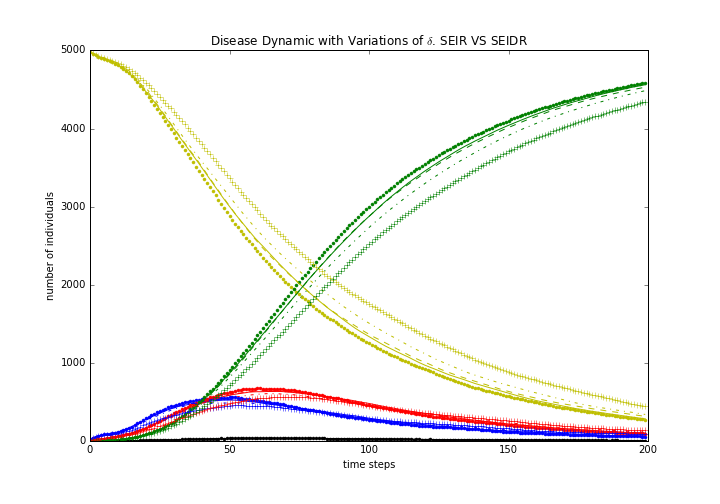 Disease Dynamic with Variations of δ. SEIR VS SEIDR
5000
4000
3000
2000
1000
0
number of individuals
0 50 100 150 200
time steps